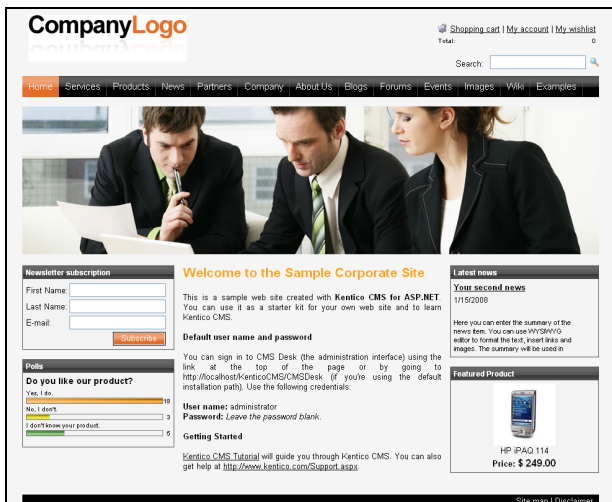 CompanyLogo
Shopping cart | My account | My wishlist
Total: 0
Search:
Home Services Products News Partners Company About Us Blogs Forums Events Images Wiki Examples
Newsletter subscription
First Name:
Last Name:
E-mail:
Subscribe
Polls
Do you like our product?
Yes, I do.
18
No, I don't.
3
I don't know your product.
5
Welcome to the Sample Corporate Site
This is a sample web site created with Kentico CMS for ASP.NET.
You can use it as a starter kit for your own web site and to learn
Kentico CMS.
Default user name and password
You can sign in to CMS Desk (the administration interface) using the
link at the top of the page or by going to
http://localhost/KenticoCMS/CMSDesk (if you're using the default
installation path). Use the following credentials:
User name: administrator
Password: Leave the password blank.
Getting Started
Kentico CMS Tutorial will guide you through Kentico CMS. You can also
get help at http://www.kentico.com/Support.aspx.
Latest news
Your second news
1/15/2008
Here you can enter the summary of the
news item. You can use WYSIWYG
editor to format the text, insert links and
images. The summary will be used in
Featured Product
HP iPAQ 114
Price: $ 249.00
Site map | Disclaimer